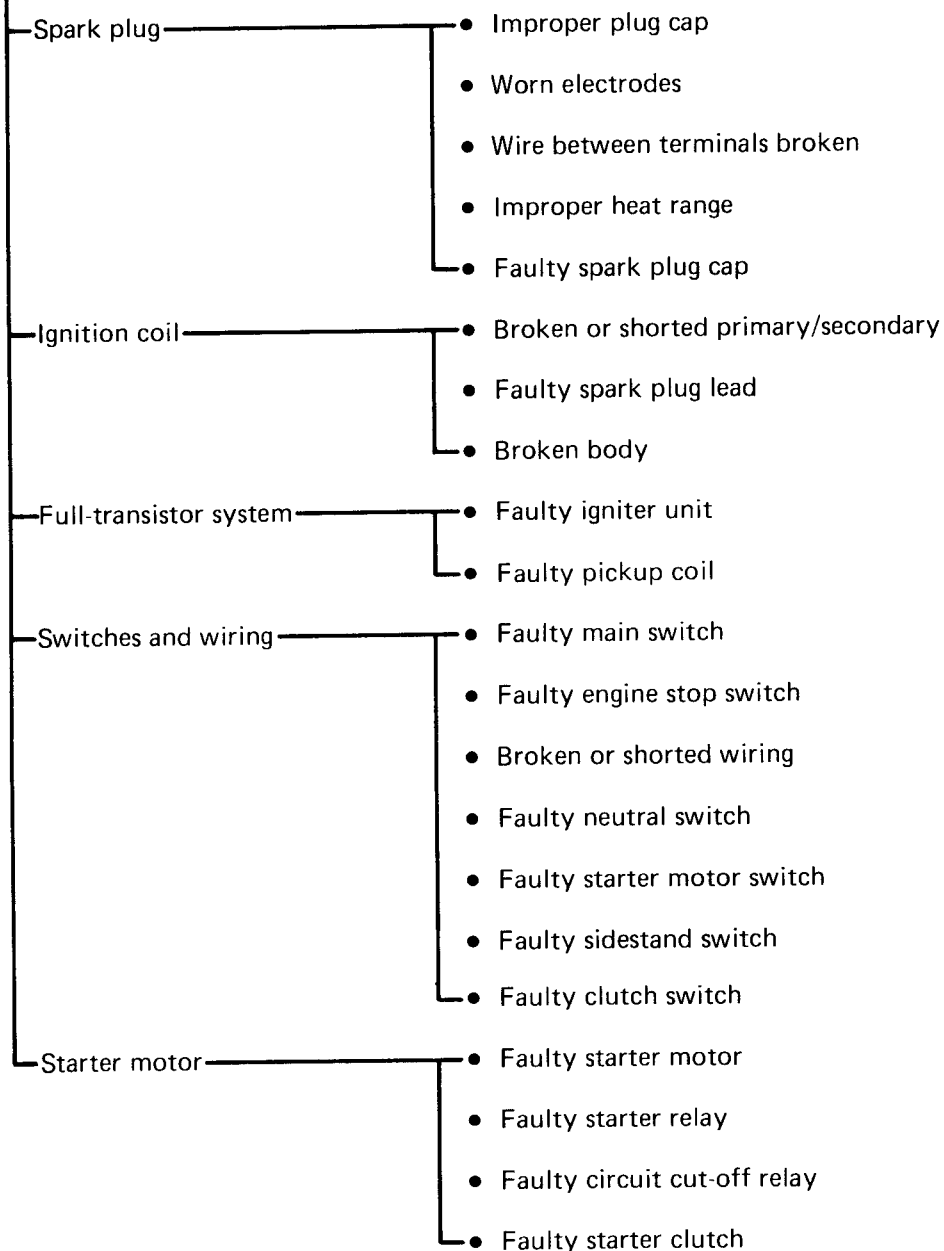 Spark plug
• Improper plug cap
• Worn electrodes
• Wire between terminals broken
• Improper heat range
• Faulty spark plug cap
Ignition coil
• Broken or shorted primary/secondary
• Faulty spark plug lead
• Broken body
Full-transistor system
• Faulty igniter unit
• Faulty pickup coil
Switches and wiring
• Faulty main switch
• Faulty engine stop switch
• Broken or shorted wiring
• Faulty neutral switch
• Faulty starter motor switch
• Faulty sidestand switch
• Faulty clutch switch
Starter motor
• Faulty starter motor
• Faulty starter relay
• Faulty circuit cut-off relay
• Faulty starter clutch